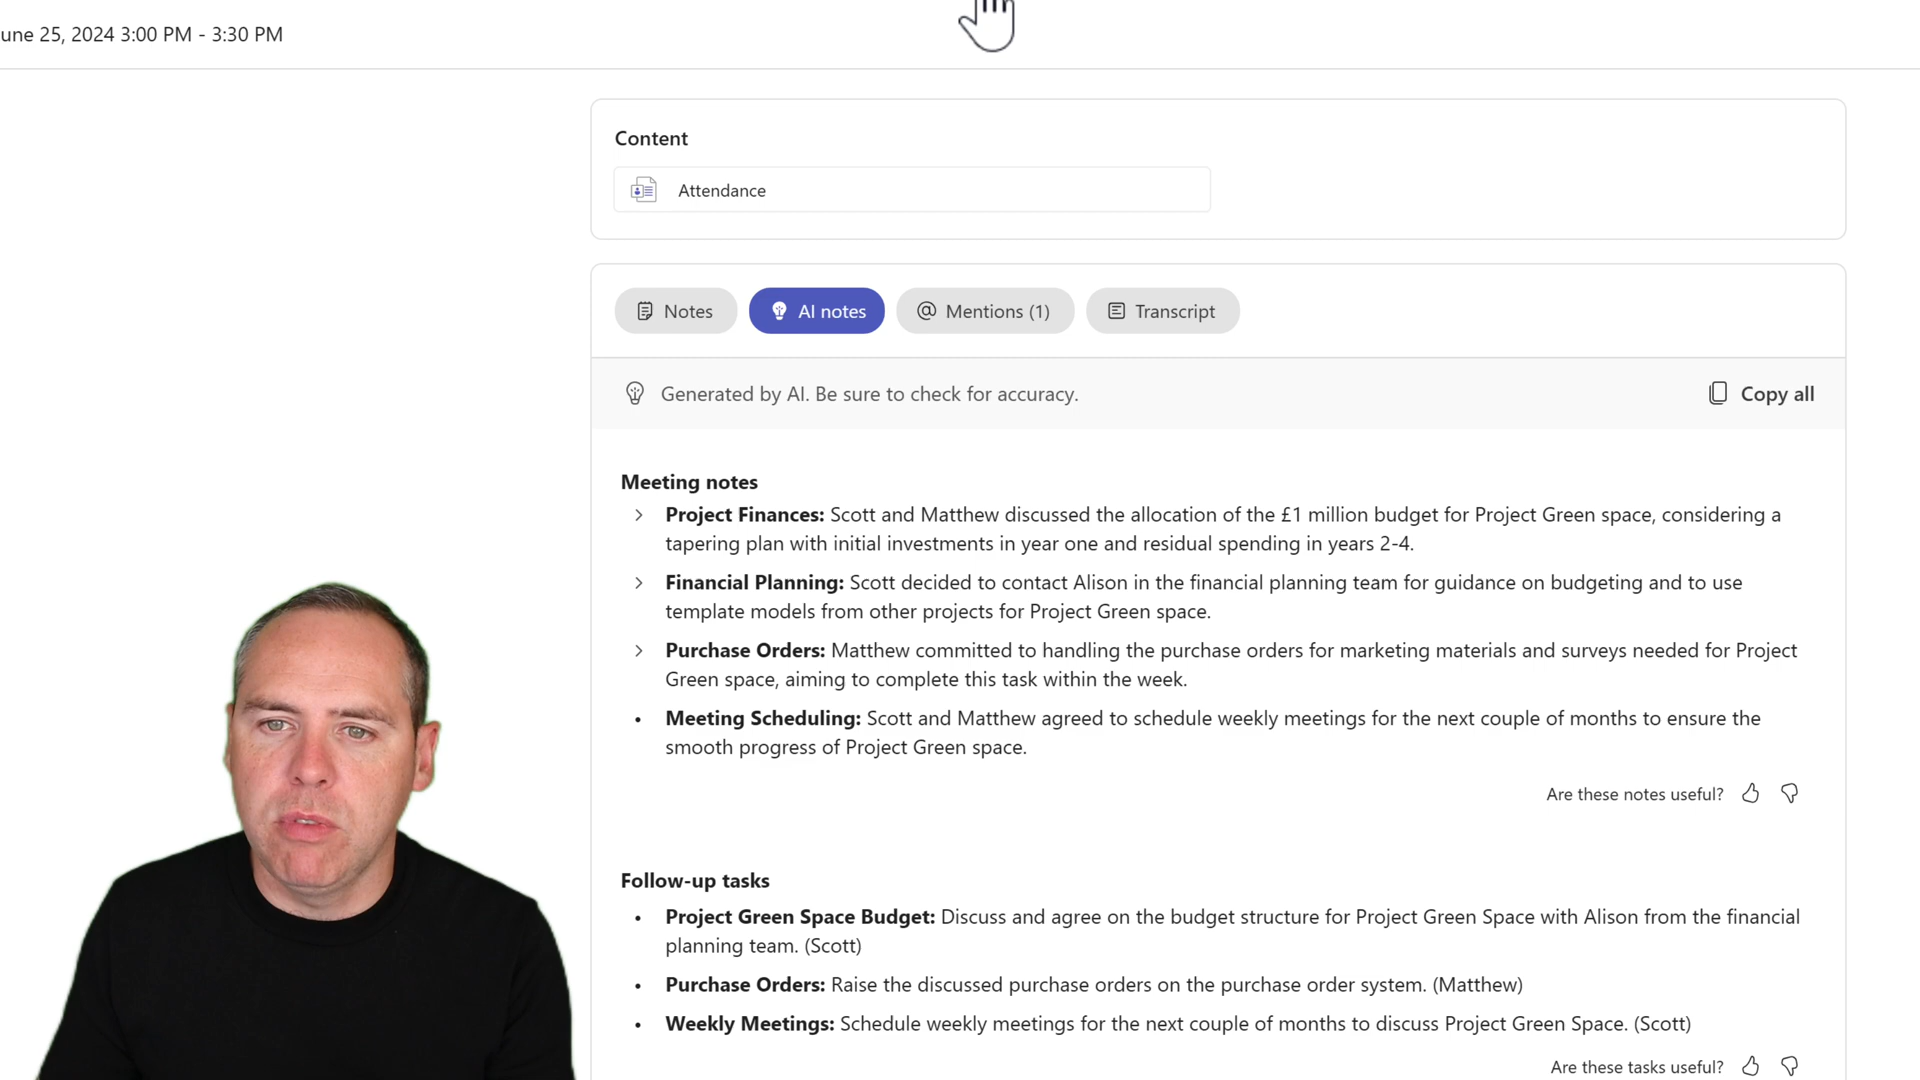 une 25, 2024 3:00 PM - 3:30 PM
Content
Attendance
Notes
AI notes
Mentions (1)
Transcript
Generated by AI. Be sure to check for accuracy.
Copy all
Meeting notes
Project Finances: Scott and Matthew discussed the allocation of the £1 million budget for Project Green space, considering a
tapering plan with initial investments in year one and residual spending in years 2-4.
Financial Planning: Scott decided to contact Alison in the financial planning team for guidance on budgeting and to use
template models from other projects for Project Green space.
Purchase Orders: Matthew committed to handling the purchase orders for marketing materials and surveys needed for Project
Green space, aiming to complete this task within the week.
• Meeting Scheduling: Scott and Matthew agreed to schedule weekly meetings for the next couple of months to ensure the
smooth progress of Project Green space.
Are these notes useful?
Follow-up tasks
• Project Green Space Budget: Discuss and agree on the budget structure for Project Green Space with Alison from the financial
planning team. (Scott)
• Purchase Orders: Raise the discussed purchase orders on the purchase order system. (Matthew)
• Weekly Meetings: Schedule weekly meetings for the next couple of months to discuss Project Green Space. (Scott)
Are these tasks useful?